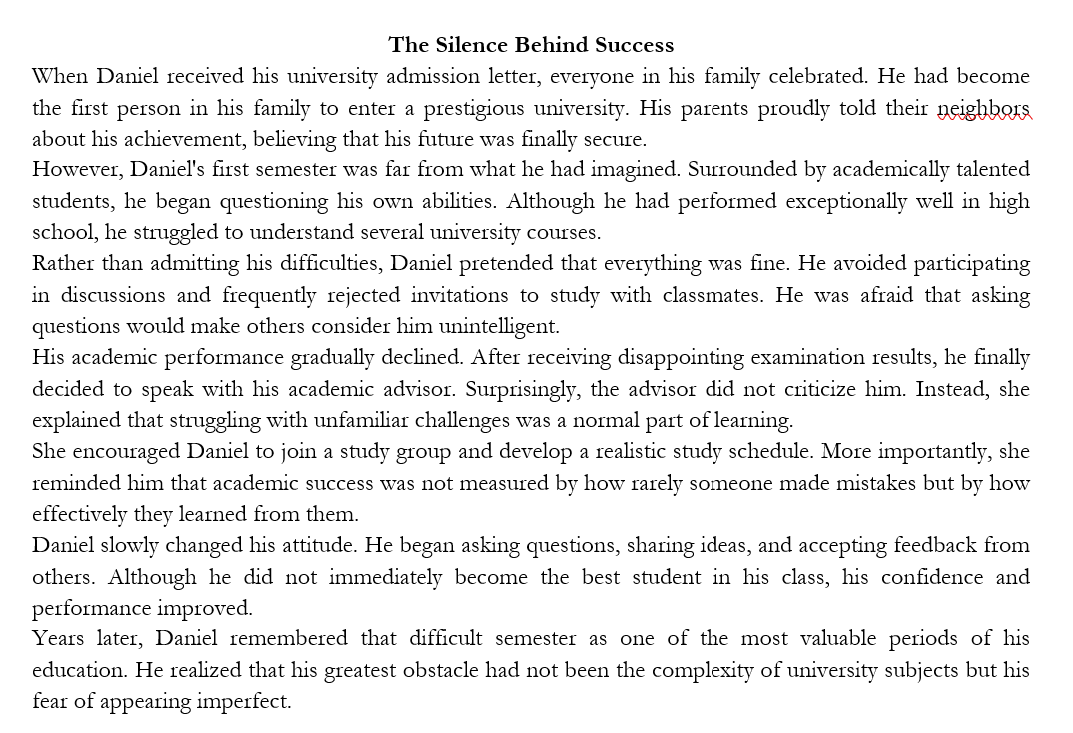 The Silence Behind Success
When Daniel received his university admission letter, everyone in his family celebrated. He had become
the first person in his family to enter a prestigious university. His parents proudly told their neighbors
about his achievement, believing that his future was finally secure.
However, Daniel's first semester was far from what he had imagined. Surrounded by academically talented
students, he began questioning his own abilities. Although he had performed exceptionally well in high
school, he struggled to understand several university courses.
Rather than admitting his difficulties, Daniel pretended that everything was fine. He avoided participating
in discussions and frequently rejected invitations to study with classmates. He was afraid that asking
questions would make others consider him unintelligent.
His academic performance gradually declined. After receiving disappointing examination results, he finally
decided to speak with his academic advisor. Surprisingly, the advisor did not criticize him. Instead, she
explained that struggling with unfamiliar challenges was a normal part of learning.
She encouraged Daniel to join a study group and develop a realistic study schedule. More importantly, she
reminded him that academic success was not measured by how rarely someone made mistakes but by how
effectively they learned from them.
Daniel slowly changed his attitude. He began asking questions, sharing ideas, and accepting feedback from
others. Although he did not immediately become the best student in his class, his confidence and
performance improved.
Years later, Daniel remembered that difficult semester as one of the most valuable periods of his
education. He realized that his greatest obstacle had not been the complexity of university subjects but his
fear of appearing imperfect.